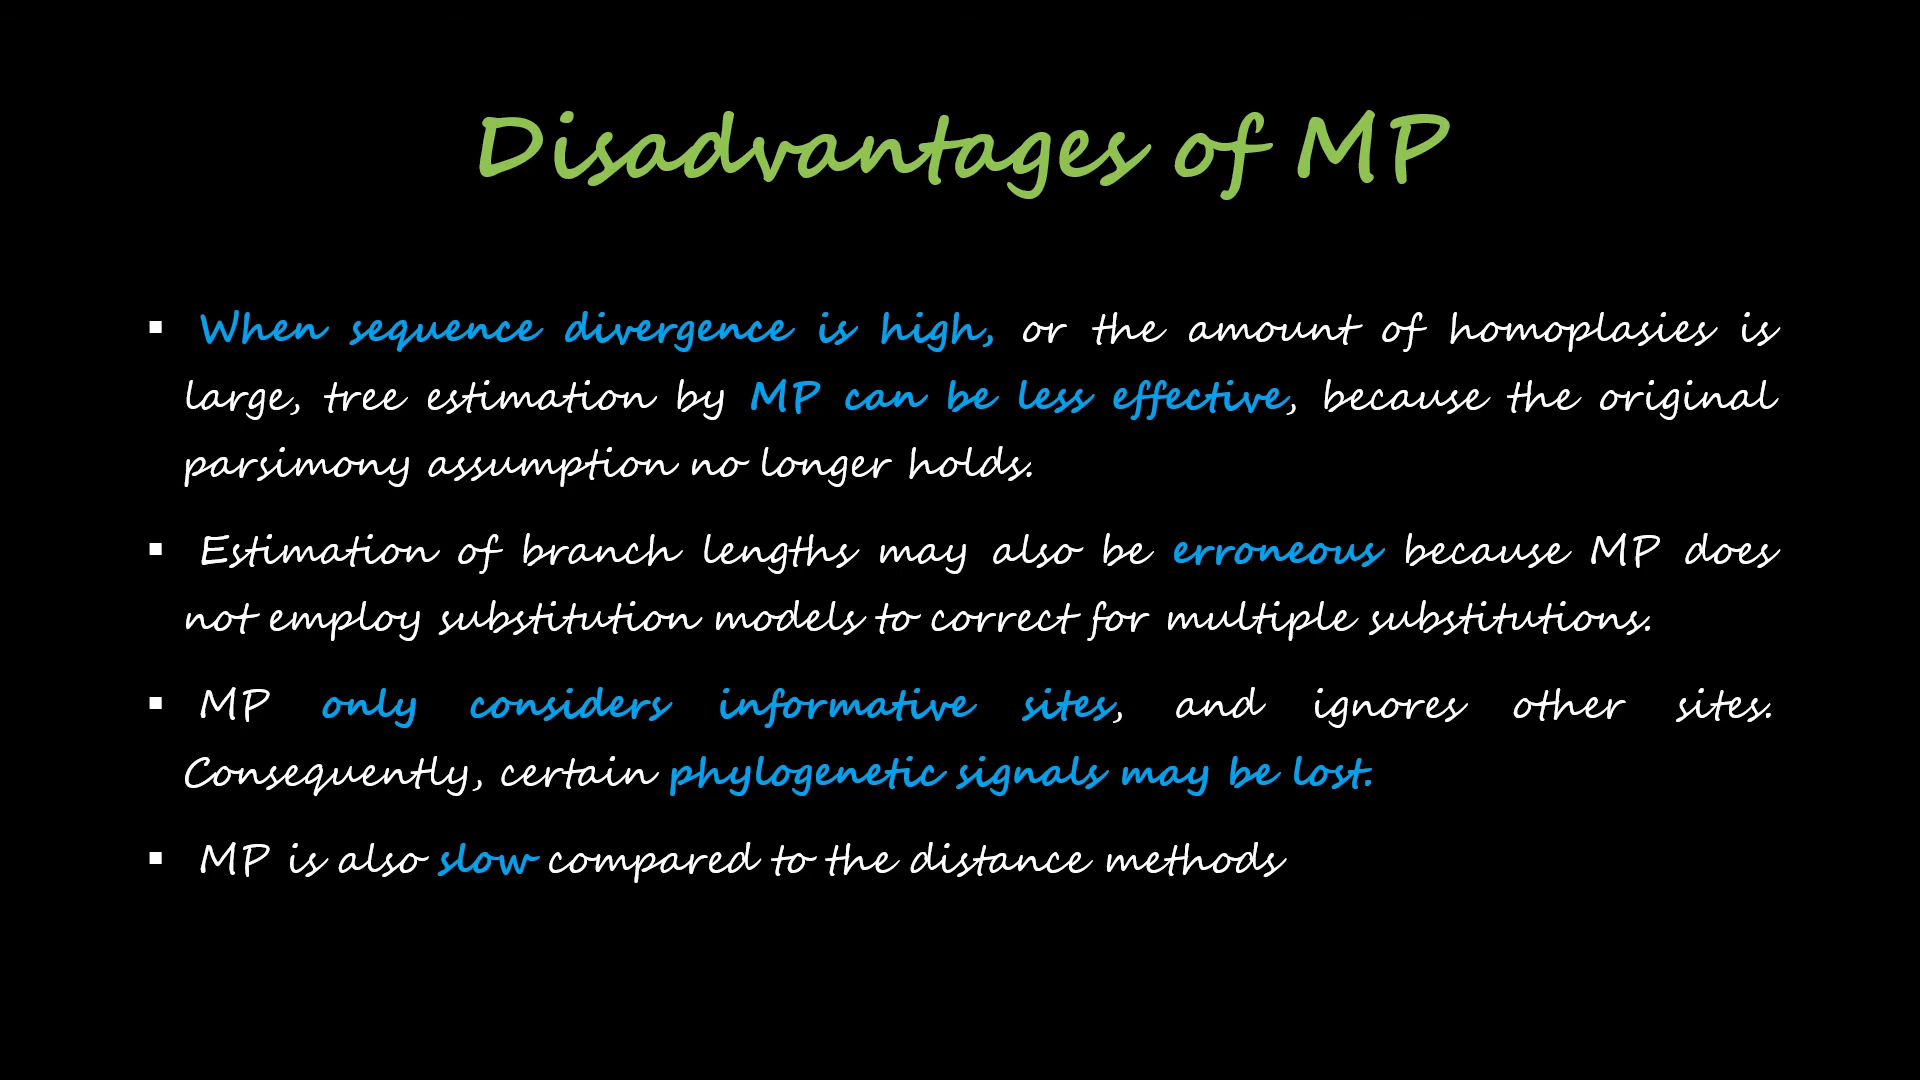 Disadvantages of MP
▪ When sequence divergence is high, or the amount of homoplasies is
large, tree estimation by MP can be less effective, because the original
parsimony assumption no longer holds.
▪ Estimation of branch lengths may also be erroneous because MP does
not employ substitution models to correct for multiple substitutions.
▪ MP only considers informative sites, and ignores other sites.
Consequently, certain phylogenetic signals may be lost.
▪ MP is also slow compared to the distance methods